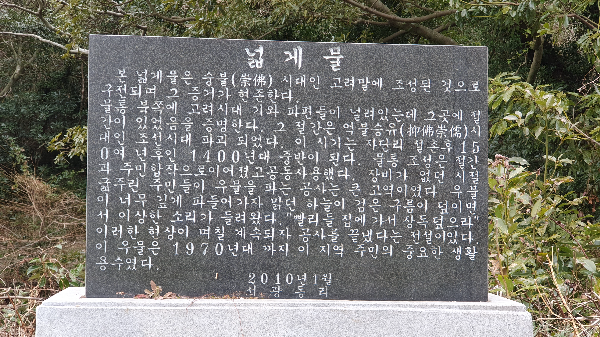 넓게물
본 넓게물은 숭불(崇佛) 시대인 고려말에 조성된 것으로
구전되며 그 증거가 현존한다.
물통 북쪽에 고려시대 기와 파편들이 널려있는데 그곳에 절
간이 있었음을 증명한다. 그 절간은 억불숭유(抑佛崇儒)시
대인 조선시대 파괴 되었다. 이 시기는 자단리 설촌후 15
0여년 후인 1400년대 중반이 된다. 물통 조성은 절간
과 주민합작으로이어졌고공동사용했다. 장비가 없던 시절
굶주린 주민들이 우물을 파는 공사는 큰 고역이였다. 우물
이 너무 깊게 파들어가자 맑던 하늘이 검은 구름이 덮이면
서 이상한 소리가 들려왔다. "빨리들 집에 가서 장독 덮으라"
이러한 현상이 며칠 계속되자 공사를 끝냈다는 전설이있다.
이 우물은 1970년대 까지 이 지역 주민의 중요한 생활
용수였다.
2010년 1월
서광동리